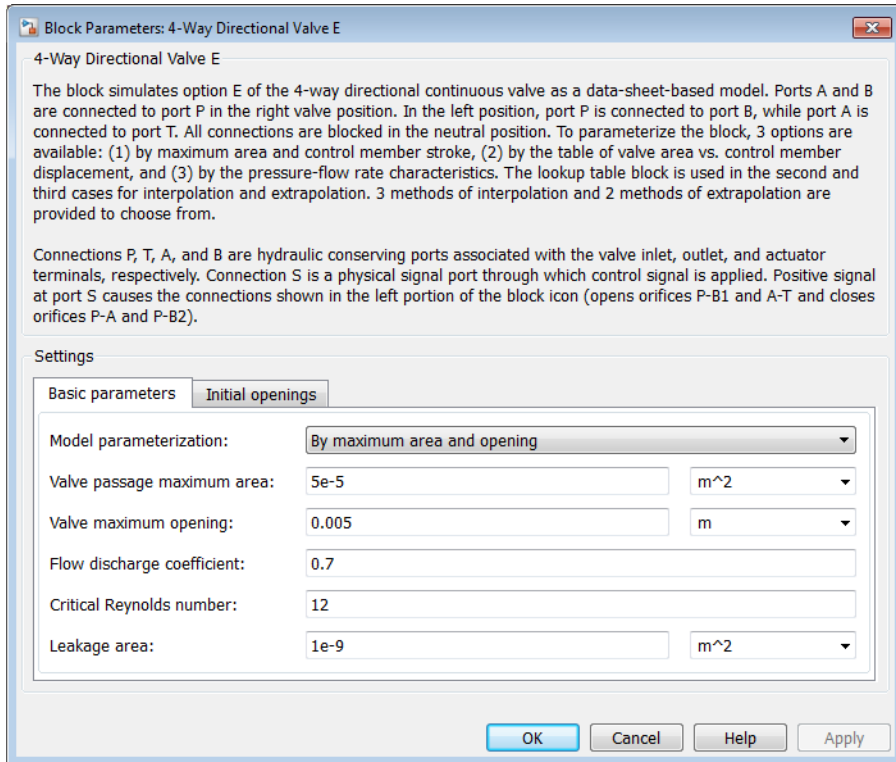 Block Parameters: 4-Way Directional Valve E
4-Way Directional Valve E
The block simulates option E of the 4-way directional continuous valve as a data-sheet-based model. Ports A and B
are connected to port P in the right valve position. In the left position, port P is connected to port B, while port A is
connected to port T. All connections are blocked in the neutral position. To parameterize the block, 3 options are
available: (1) by maximum area and control member stroke, (2) by the table of valve area vs. control member
displacement, and (3) by the pressure-flow rate characteristics. The lookup table block is used in the second and
third cases for interpolation and extrapolation. 3 methods of interpolation and 2 methods of extrapolation are
provided to choose from.
Connections P, T, A, and B are hydraulic conserving ports associated with the valve inlet, outlet, and actuator
terminals, respectively. Connection S is a physical signal port through which control signal is applied. Positive signal
at port S causes the connections shown in the left portion of the block icon (opens orifices P-B1 and A-T and closes
orifices P-A and P-B2).
Settings
Basic parameters Initial openings
Model parameterization: By maximum area and opening
Valve passage maximum area: 5e-5 m^2
Valve maximum opening: 0.005 m
Flow discharge coefficient: 0.7
Critical Reynolds number: 12
Leakage area: 1e-9 m^2
OK Cancel Help Apply